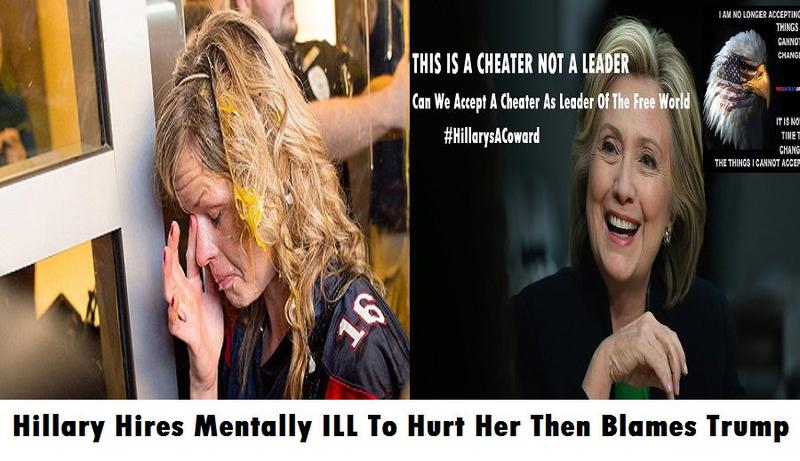 THIS IS A CHEATER NOT A LEADER
Can We Accept A Cheater As Leader Of The Free World
#HillarysACoward
I AM NO LONGER ACCEPTING
THINGS
CANNOT
CHANGE
IT IS NO
TIME T
CHANG
THE THINGS I CANNOT ACCEP
16
Hillary Hires Mentally ILL To Hurt Her Then Blames Trump